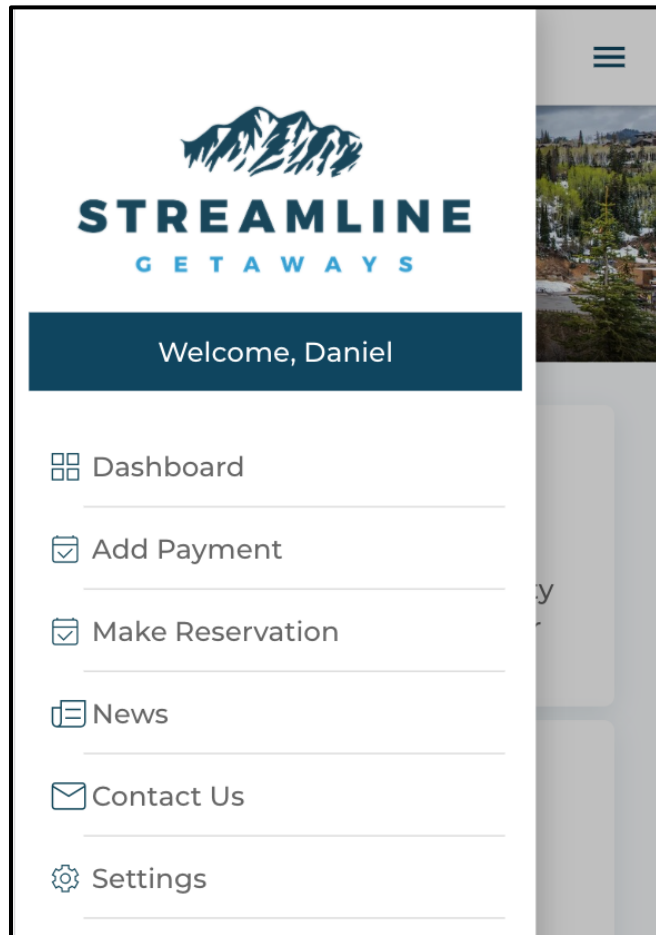 STREAMLINE
GETAWAYS
Welcome, Daniel
Dashboard
Add Payment
Make Reservation
News
Contact Us
Settings